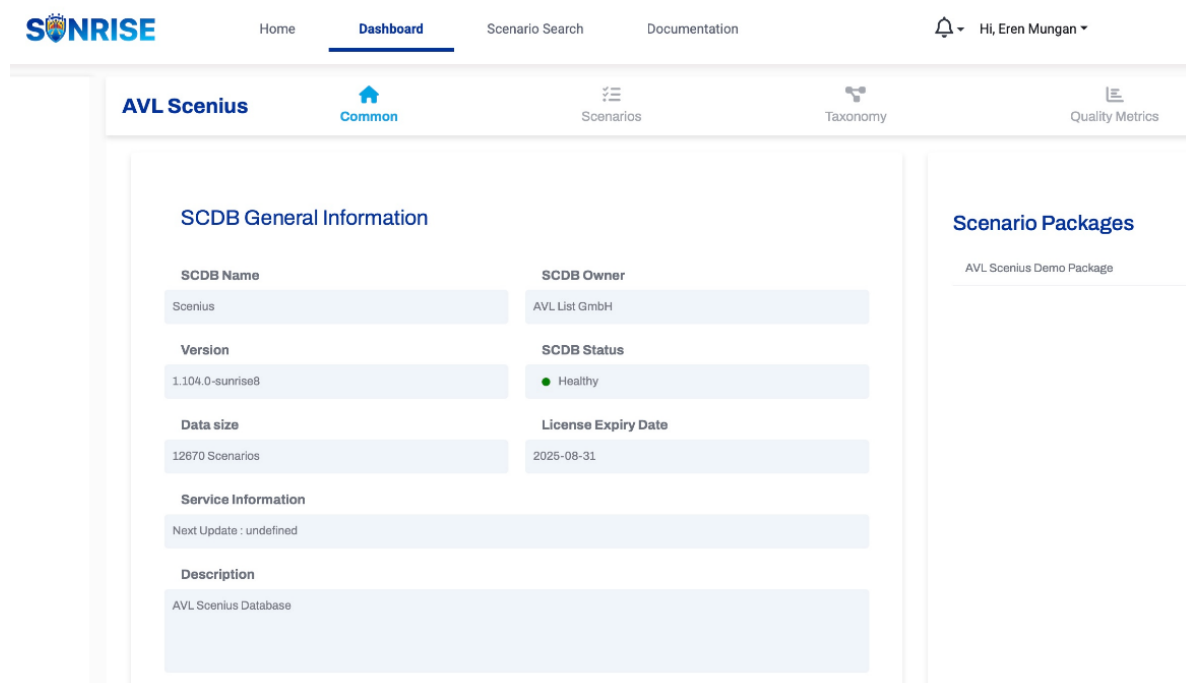 SUNRISE
Home Dashboard Scenario Search Documentation Hi, Eren Mungan
AVL Scenius
Common Scenarios Taxonomy Quality Metrics
SCDB General Information
SCDB Name SCDB Owner
Scenius AVL List GmbH
Version SCDB Status
1.104.0-sunrise8 Healthy
Data size License Expiry Date
12670 Scenarios 2025-08-31
Service Information
Next Update : undefined
Description
AVL Scenius Database
Scenario Packages
AVL Scenius Demo Package